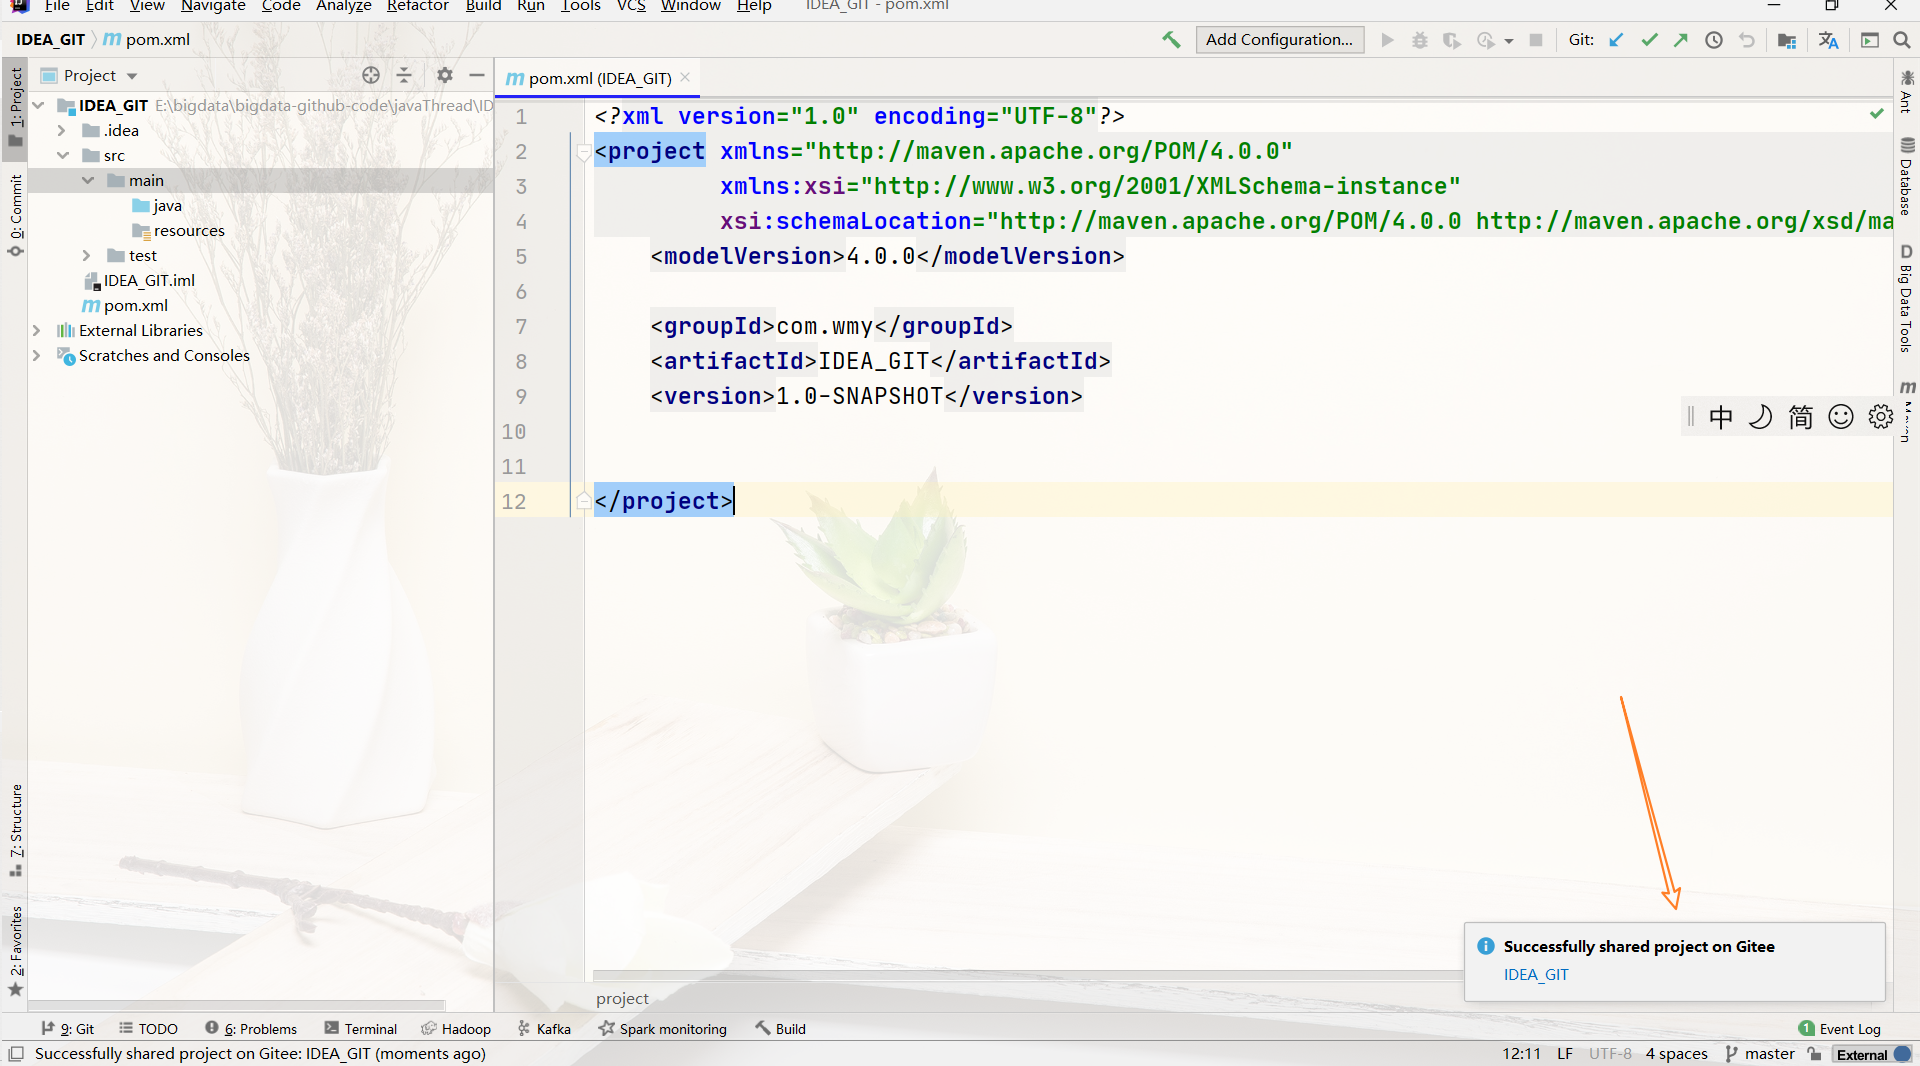 File Edit View Navigate Code Analyze Refactor Build Run Tools VCS Window Help IDEA_GIT - pom.xml
IDEA_GIT pom.xml
Add Configuration...
Git:
1: Project
0: Commit
7: Structure
2: Favorites
Project
IDEA_GIT E:\bigdata\bigdata-github-code\javaThread\ID
.idea
src
main
java
resources
test
IDEA_GIT.iml
pom.xml
External Libraries
Scratches and Consoles
pom.xml (IDEA_GIT)
1 <?xml version="1.0" encoding="UTF-8"?>
2 <project xmlns="http://maven.apache.org/POM/4.0.0"
3 xmlns:xsi="http://www.w3.org/2001/XMLSchema-instance"
4 xsi:schemaLocation="http://maven.apache.org/POM/4.0.0 http://maven.apache.org/xsd/ma
5 <modelVersion>4.0.0</modelVersion>
6
7 <groupId>com.wmy</groupId>
8 <artifactId>IDEA_GIT</artifactId>
9 <version>1.0-SNAPSHOT</version>
10
11
12 </project>
Ant
Database
D Big Data Tools
m Maven
中 简
Successfully shared project on Gitee
IDEA_GIT
project
9: Git TODO 6: Problems Terminal Hadoop Kafka Spark monitoring Build 1 Event Log
Successfully shared project on Gitee: IDEA_GIT (moments ago) 12:11 LF UTF-8 4 spaces master External